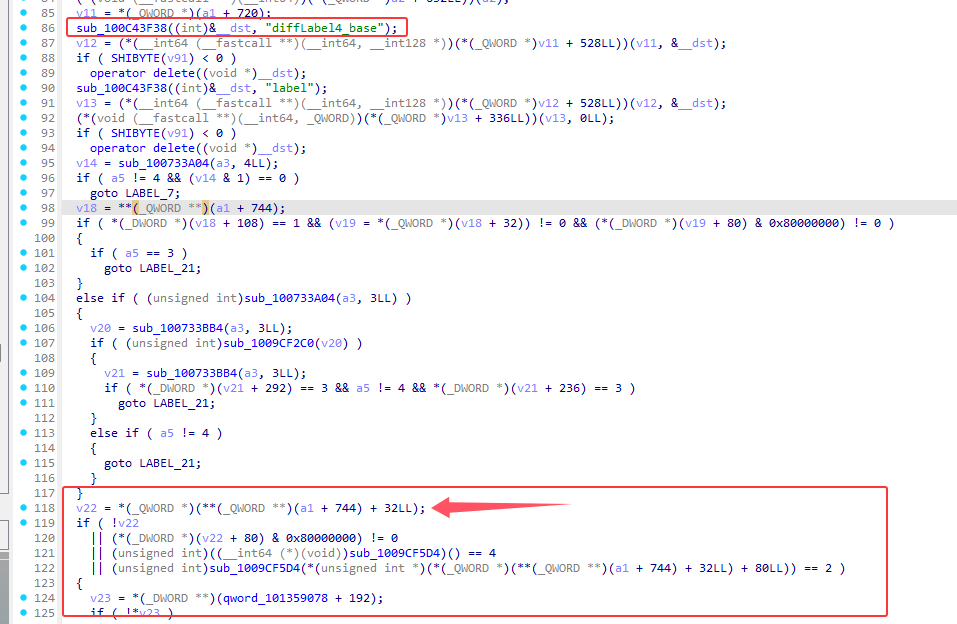 85 v11 = *(_QWORD *)(a1 + 720);
86 sub_100C43F38((int)&__dst, "diffLabel4_base");
87 v12 = (*(__int64 (__fastcall **)(__int64, __int128 *))(*(_QWORD *)v11 + 528LL))(v11, &__dst);
88 if ( SHIBYTE(v91) < 0 )
89 operator delete((void *)__dst);
90 sub_100C43F38((int)&__dst, "label");
91 v13 = (*(__int64 (__fastcall **)(__int64, __int128 *))(*(_QWORD *)v12 + 528LL))(v12, &__dst);
92 (*(void (__fastcall **)(__int64, _QWORD))(*(_QWORD *)v13 + 336LL))(v13, 0LL);
93 if ( SHIBYTE(v91) < 0 )
94 operator delete((void *)__dst);
95 v14 = sub_100733A04(a3, 4LL);
96 if ( a5 != 4 && (v14 & 1) == 0 )
97 goto LABEL_7;
98 v18 = **(_QWORD **)(a1 + 744);
99 if ( *(_DWORD *)(v18 + 108) == 1 && (v19 = *(_QWORD *)(v18 + 32)) != 0 && (*(_DWORD *)(v19 + 80) & 0x80000000) != 0 )
100 {
101 if ( a5 == 3 )
102 goto LABEL_21;
103 }
104 else if ( (unsigned int)sub_100733A04(a3, 3LL) )
105 {
106 v20 = sub_100733BB4(a3, 3LL);
107 if ( (unsigned int)sub_1009CF2C0(v20) )
108 {
109 v21 = sub_100733BB4(a3, 3LL);
110 if ( *(_DWORD *)(v21 + 292) == 3 && a5 != 4 && *(_DWORD *)(v21 + 236) == 3 )
111 goto LABEL_21;
112 }
113 else if ( a5 != 4 )
114 {
115 goto LABEL_21;
116 }
117 }
118 v22 = *(_QWORD *)(**(_QWORD **)(a1 + 744) + 32LL);
119 if ( !v22
120 || (*(_DWORD *)(v22 + 80) & 0x80000000) != 0
121 || (unsigned int)((__int64 (*)(void))sub_1009CF5D4)() == 4
122 || (unsigned int)sub_1009CF5D4(*(unsigned int *)(*(_QWORD *)(**(_QWORD **)(a1 + 744) + 32LL) + 80LL)) == 2 )
123 {
124 v23 = *(_DWORD **)(qword_101359078 + 192);
125 if ( !*v23 )